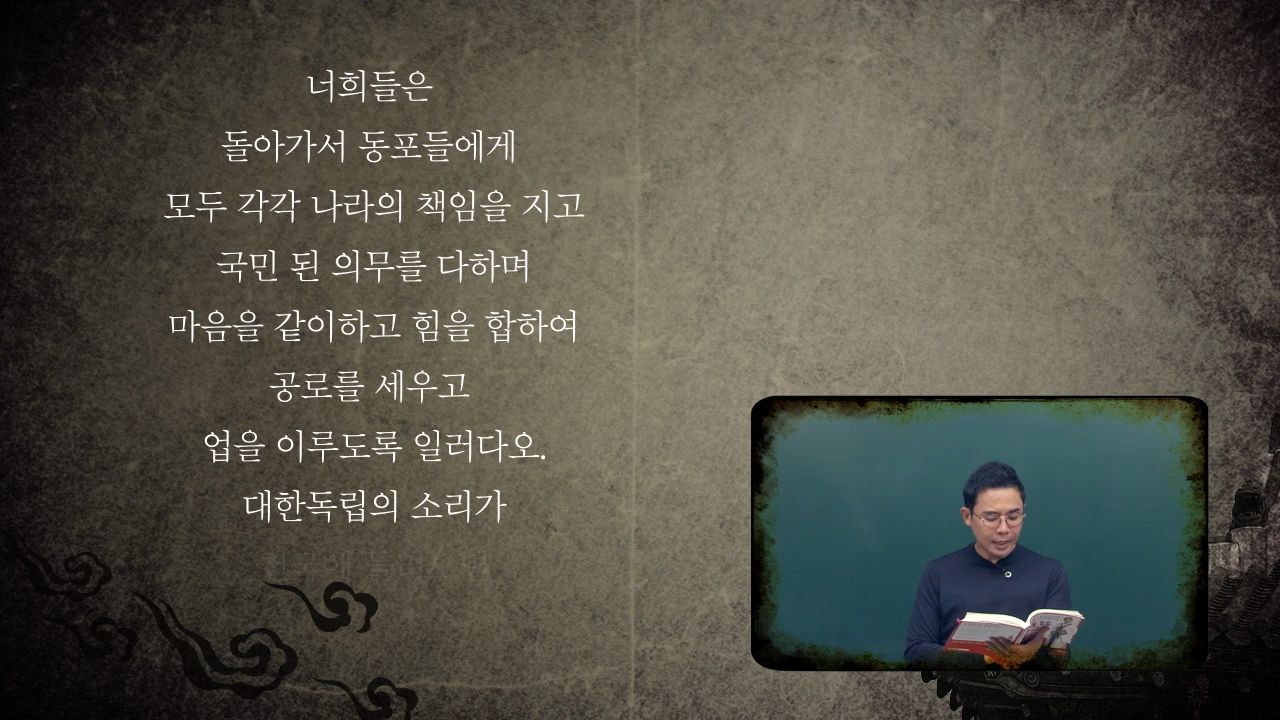 너희들은
돌아가서 동포들에게
모두 각각 나라의 책임을 지고
국민 된 의무를 다하며
마음을 같이하고 힘을 합하여
공로를 세우고
업을 이루도록 일러다오.
대한독립의 소리가